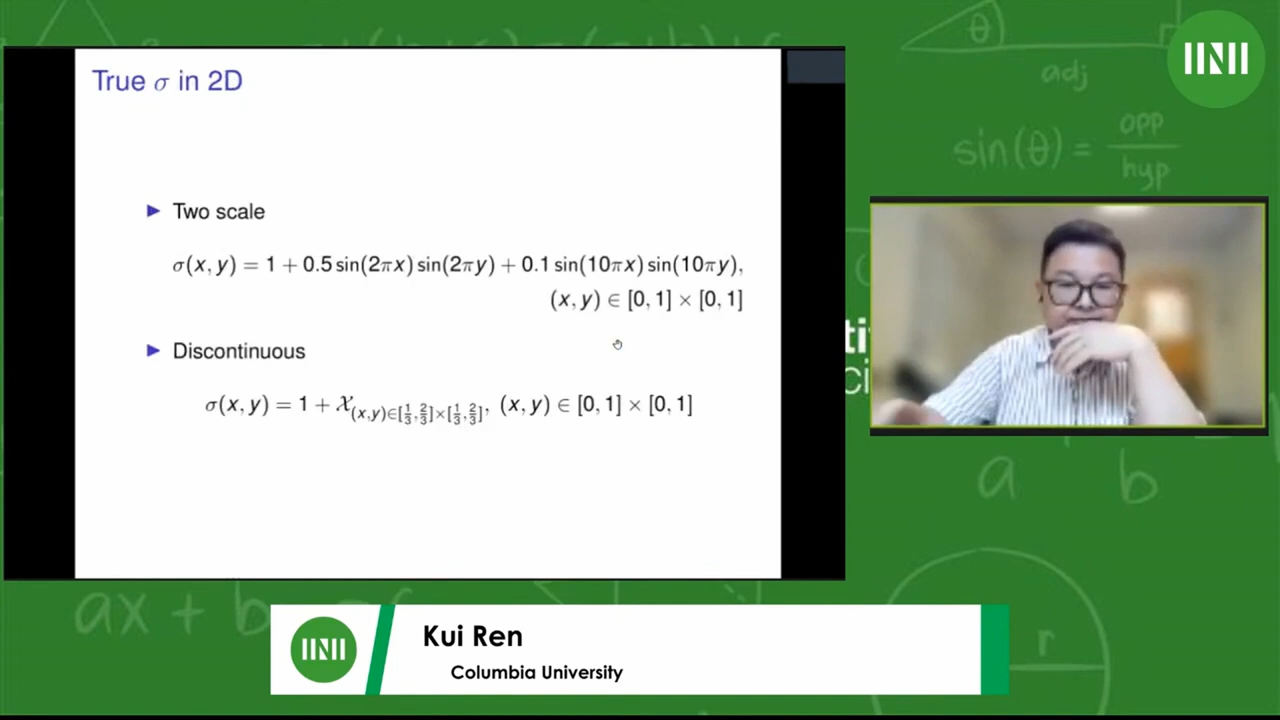 True σ in 2D
▶ Two scale
σ(x, y) = 1 + 0.5 sin(2πx) sin(2πy) + 0.1 sin(10πx) sin(10πy),
(x, y) ∈ [0, 1] × [0, 1]
▶ Discontinuous
σ(x, y) = 1 + 𝒳_{(x,y)∈[1/3,2/3]×[1/3,2/3]}, (x, y) ∈ [0, 1] × [0, 1]
θ
adj
sin(θ) = opp/hyp
a
b
ax + b
r
Kui Ren
Columbia University